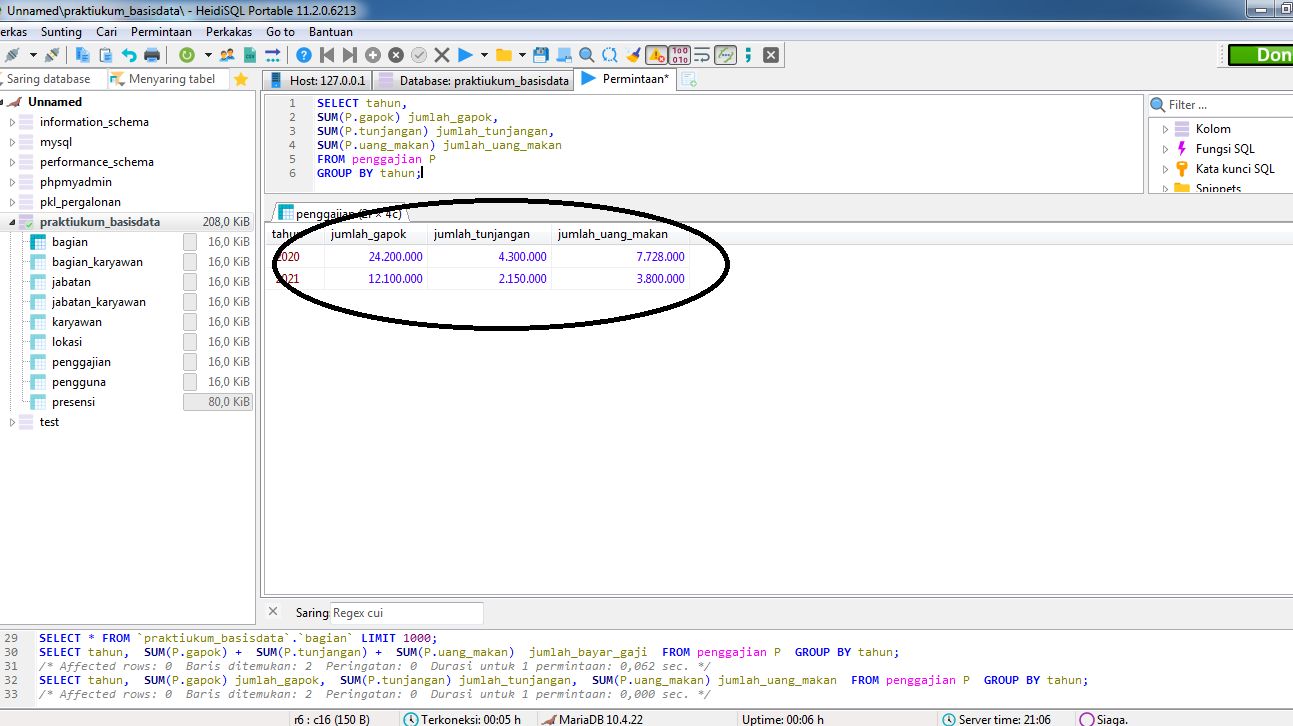 Unnamed\praktiukum_basisdata\ - HeidiSQL Portable 11.2.0.6213
erkas Sunting Cari Permintaan Perkakas Go to Bantuan
Don
Saring database Menyaring tabel
Host: 127.0.0.1 Database: praktiukum_basisdata Permintaan*
Unnamed
information_schema
mysql
performance_schema
phpmyadmin
pkl_pergalonan
praktiukum_basisdata 208,0 KiB
bagian 16,0 KiB
bagian_karyawan 16,0 KiB
jabatan 16,0 KiB
jabatan_karyawan 16,0 KiB
karyawan 16,0 KiB
lokasi 16,0 KiB
penggajian 16,0 KiB
pengguna 16,0 KiB
presensi 80,0 KiB
test
1 SELECT tahun,
2 SUM(P.gapok) jumlah_gapok,
3 SUM(P.tunjangan) jumlah_tunjangan,
4 SUM(P.uang_makan) jumlah_uang_makan
5 FROM penggajian P
6 GROUP BY tahun;
Filter ...
Kolom
Fungsi SQL
Kata kunci SQL
Snippets
penggajian (2r × 4c)
tahun jumlah_gapok jumlah_tunjangan jumlah_uang_makan
2020 24.200.000 4.300.000 7.728.000
2021 12.100.000 2.150.000 3.800.000
Saring: Regex cui
29 SELECT * FROM `praktiukum_basisdata`.`bagian` LIMIT 1000;
30 SELECT tahun, SUM(P.gapok) + SUM(P.tunjangan) + SUM(P.uang_makan) jumlah_bayar_gaji FROM penggajian P GROUP BY tahun;
31 /* Affected rows: 0 Baris ditemukan: 2 Peringatan: 0 Durasi untuk 1 permintaan: 0,062 sec. */
32 SELECT tahun, SUM(P.gapok) jumlah_gapok, SUM(P.tunjangan) jumlah_tunjangan, SUM(P.uang_makan) jumlah_uang_makan FROM penggajian P GROUP BY tahun;
33 /* Affected rows: 0 Baris ditemukan: 2 Peringatan: 0 Durasi untuk 1 permintaan: 0,000 sec. */
r6 : c16 (150 B) Terkoneksi: 00:05 h MariaDB 10.4.22 Uptime: 00:06 h Server time: 21:06 Siaga.